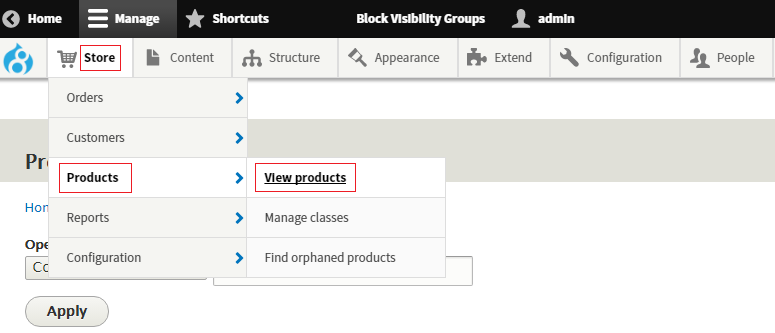 Home Manage Shortcuts Block Visibility Groups admin
Store Content Structure Appearance Extend Configuration People
Orders
Customers
Pr
Products View products
Hom
Reports Manage classes
Ope
Configuration Find orphaned products
Co
Apply